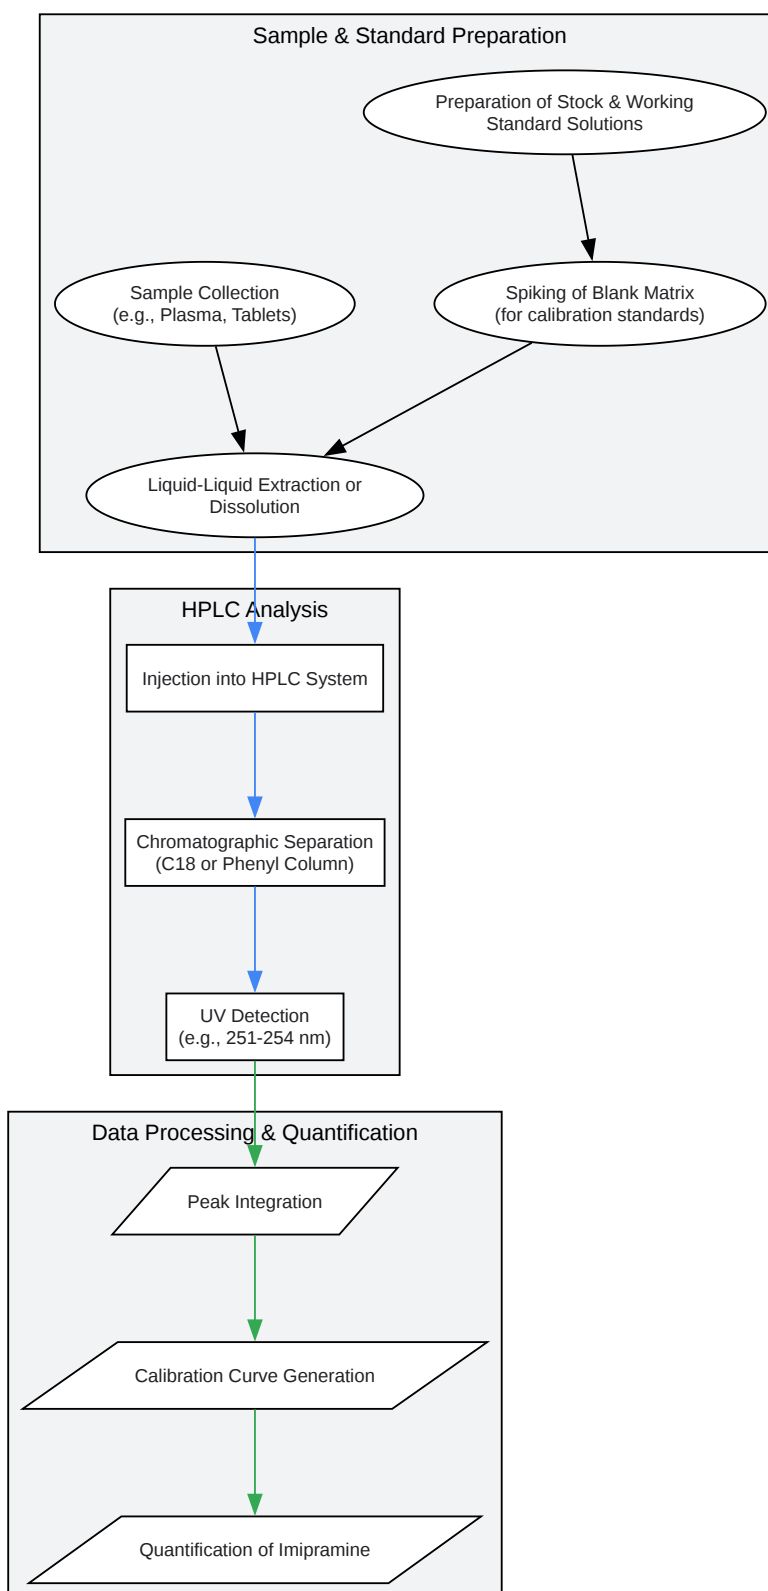 Sample & Standard Preparation
Preparation of Stock & Working
Standard Solutions
Sample Collection
(e.g., Plasma, Tablets)
Spiking of Blank Matrix
(for calibration standards)
Liquid-Liquid Extraction or
Dissolution
HPLC Analysis
Injection into HPLC System
Chromatographic Separation
(C18 or Phenyl Column)
UV Detection
(e.g., 251-254 nm)
Data Processing & Quantification
Peak Integration
Calibration Curve Generation
Quantification of Imipramine